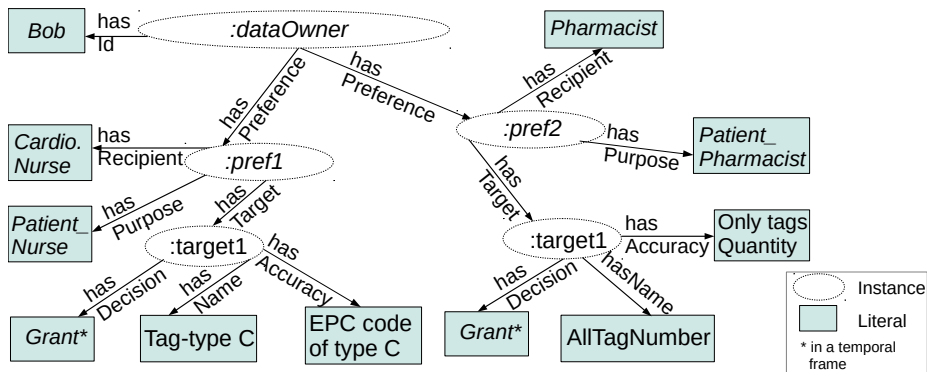 Bob
has
Id
:dataOwner
Pharmacist
has
Preference
has
Preference
has
Recipient
Cardio.
Nurse
has
Recipient
:pref1
:pref2
has
Purpose
Patient_
Pharmacist
Patient_
Nurse
has
Purpose
has
Target
has
Target
:target1
has
Accuracy
:target1
has
Accuracy
Only tags
Quantity
has
Decision
has
Name
has
Decision
hasName
Grant*
Tag-type C
EPC code
of type C
Grant*
AllTagNumber
Instance
Literal
* in a temporal
frame